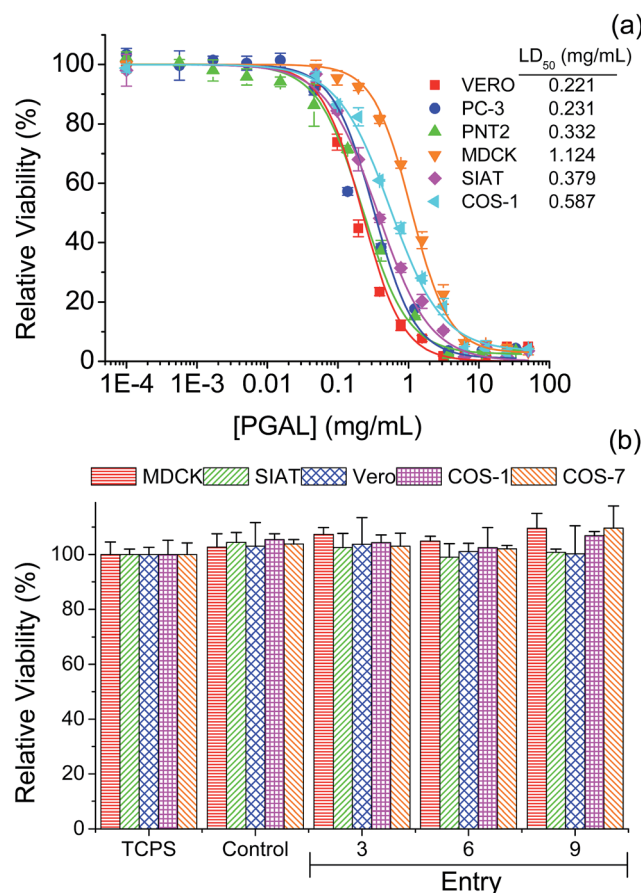 (a)
LD50 (mg/mL)
VERO 0.221
PC-3 0.231
PNT2 0.332
MDCK 1.124
SIAT 0.379
COS-1 0.587
Relative Viability (%)
100
80
60
40
20
0
1E-4 1E-3 0.01 0.1 1 10 100
[PGAL] (mg/mL)
(b)
MDCK SIAT Vero COS-1 COS-7
Relative Viability (%)
100
80
60
40
20
0
TCPS Control 3 6 9
Entry